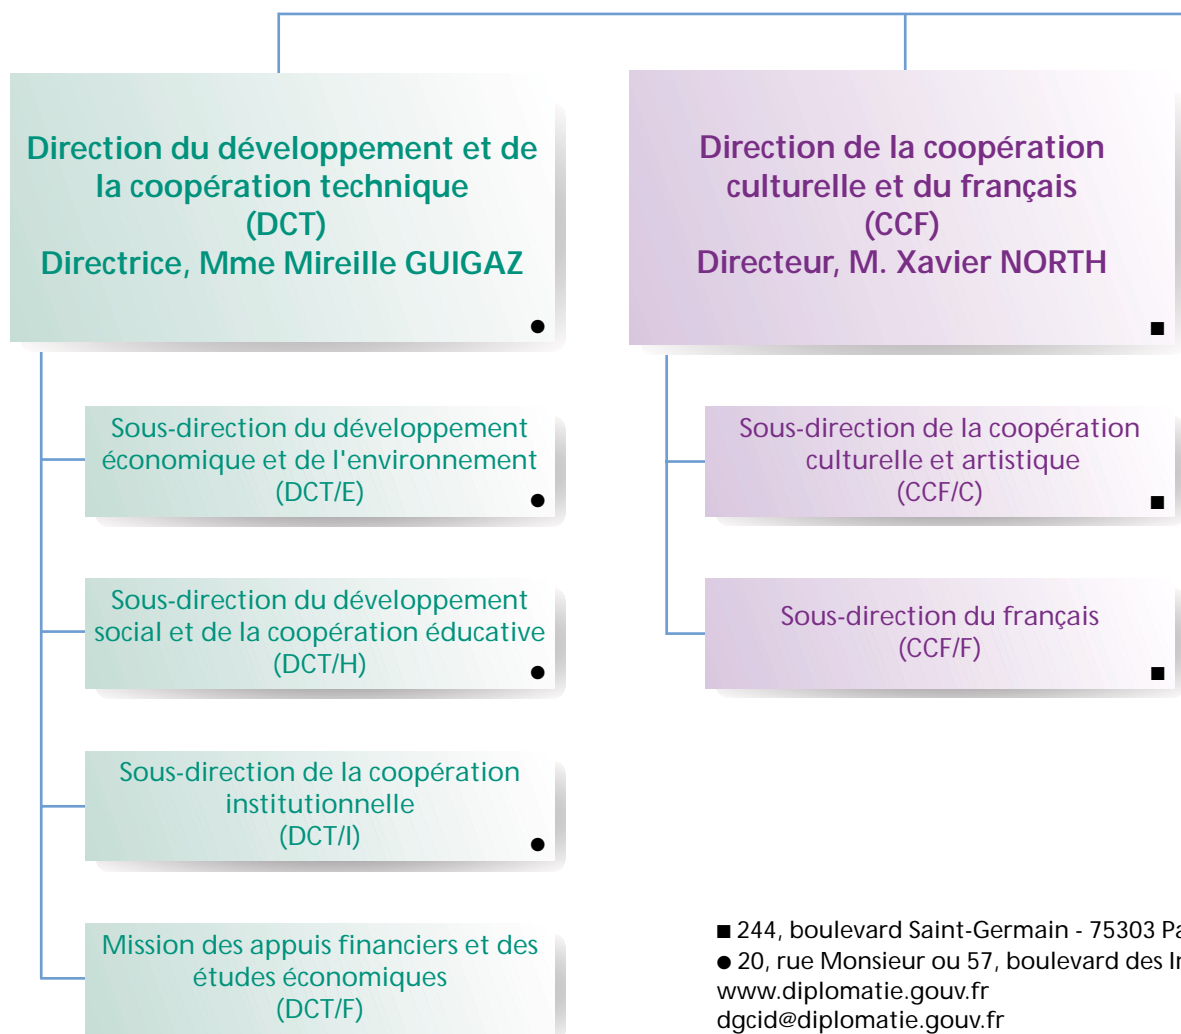 Direction du développement et de
la coopération technique
(DCT)
Directrice, Mme Mireille GUIGAZ
●
Sous-direction du développement
économique et de l'environnement
(DCT/E)
●
Sous-direction du développement
social et de la coopération éducative
(DCT/H)
●
Sous-direction de la coopération
institutionnelle
(DCT/I)
●
Mission des appuis financiers et des
études économiques
(DCT/F)
Direction de la coopération
culturelle et du français
(CCF)
Directeur, M. Xavier NORTH
■
Sous-direction de la coopération
culturelle et artistique
(CCF/C)
■
Sous-direction du français
(CCF/F)
■
■ 244, boulevard Saint-Germain - 75303
● 20, rue Monsieur ou 57, boulevard des
www.diplomatie.gouv.fr
dgcid@diplomatie.gouv.fr